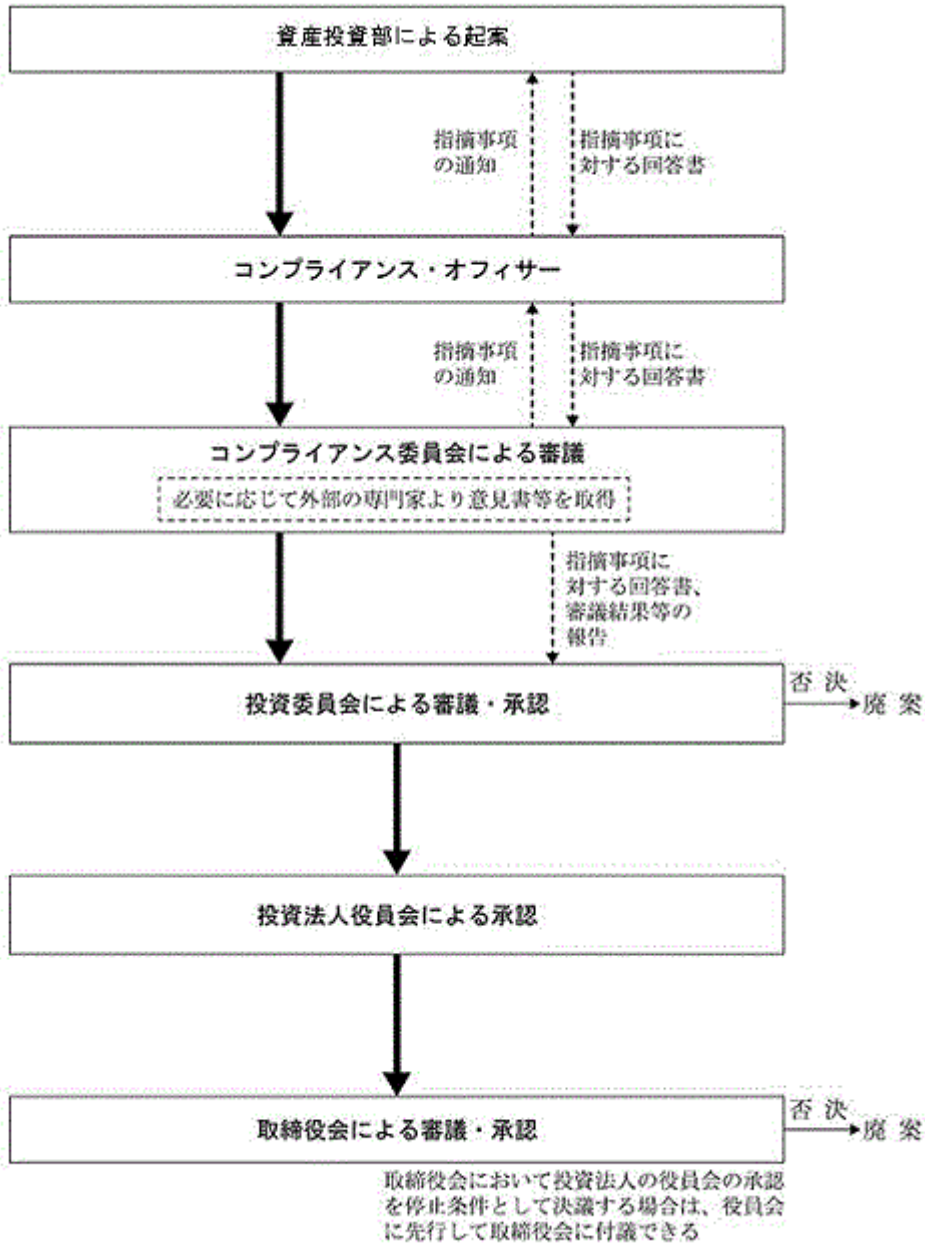 資産投資部による起案
指摘事項
の通知
指摘事項に
対する回答書
コンプライアンス・オフィサー
指摘事項
の通知
指摘事項に
対する回答書
コンプライアンス委員会による審議
必要に応じて外部の専門家より意見書等を取得
指摘事項に
対する回答書、
審議結果等の
報告
投資委員会による審議・承認
否 決
廃 案
投資法人役員会による承認
取締役会による審議・承認
否 決
廃 案
取締役会において投資法人の役員会の承認
を停止条件として決議する場合は、役員会
に先行して取締役会に付議できる